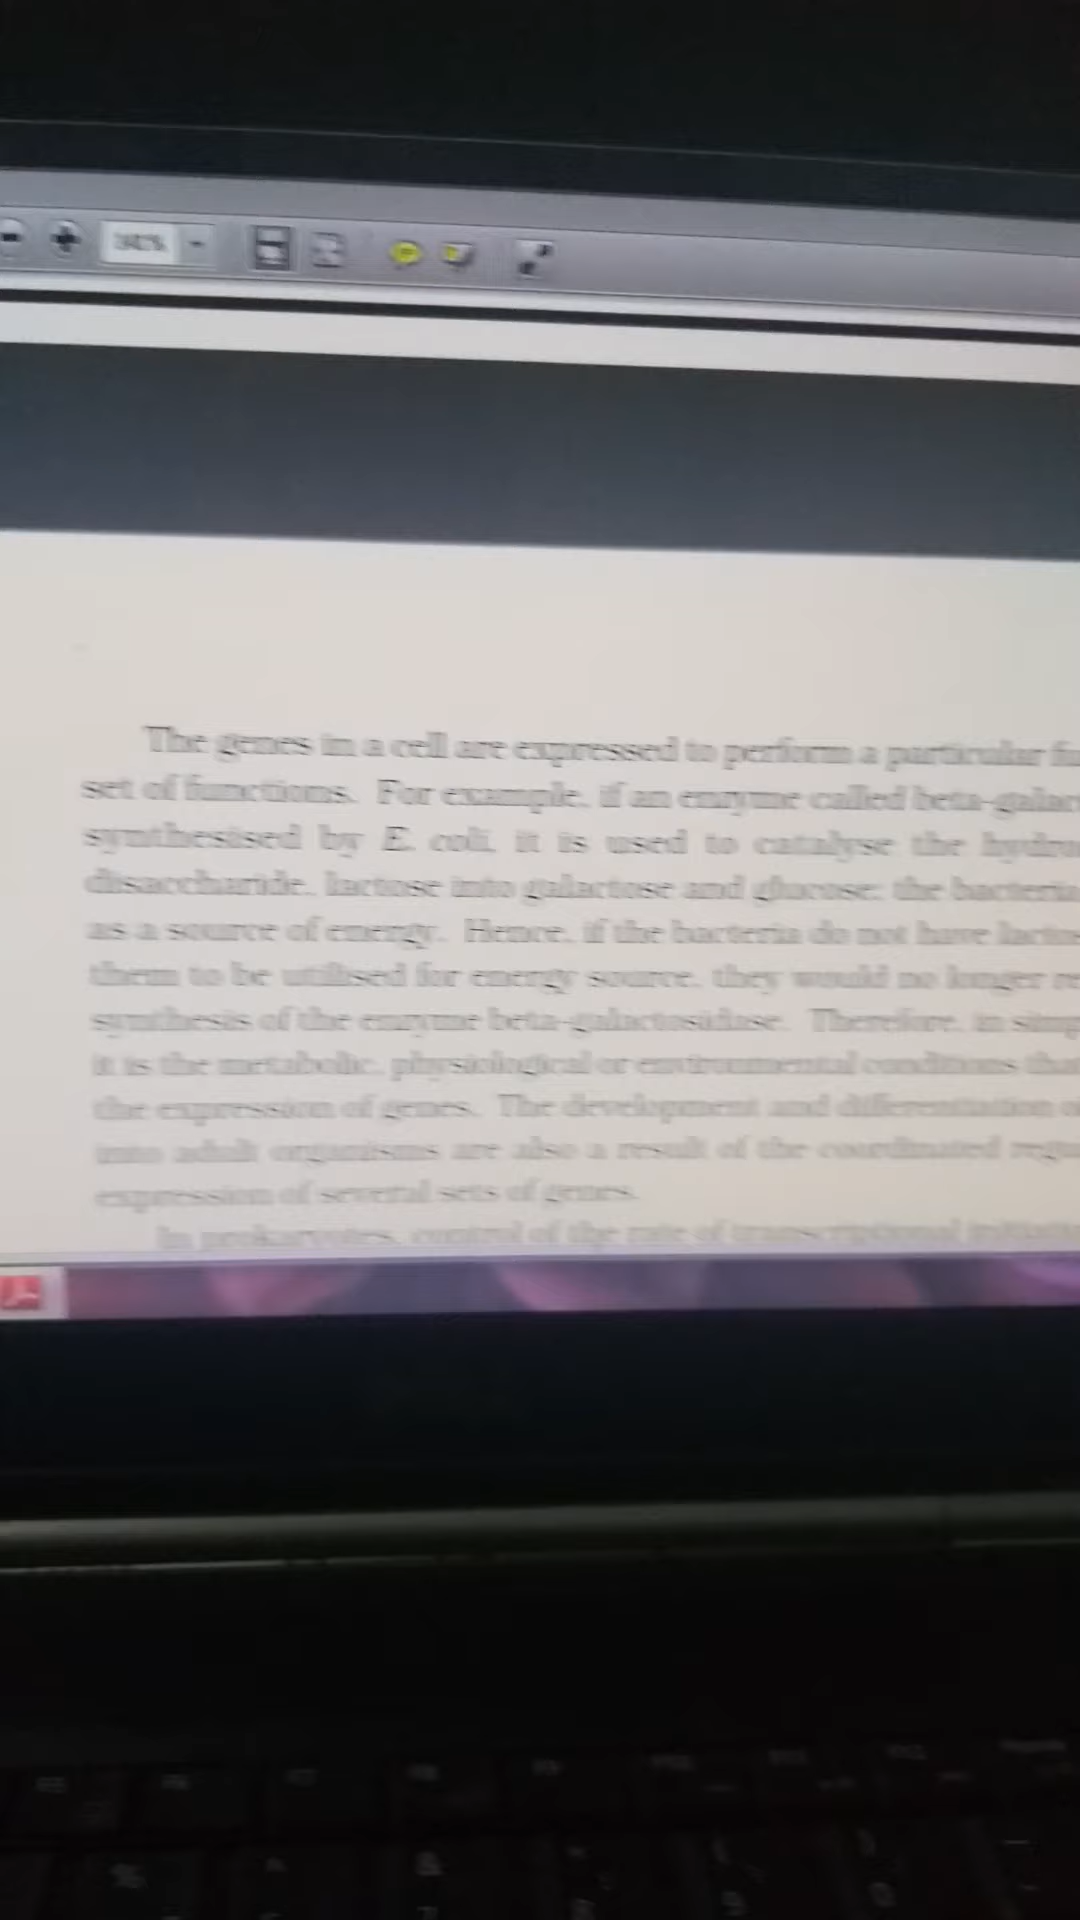 The genes in a cell are expressed to perform a particular
set of functions. For example, if an enzyme called
synthesised by E. coli, it is used to catalyse the
disaccharide, lactose into galactose and glucose; the bacteria
as a source of energy. Hence, if the bacteria do not have
them to be utilised for energy source, they would no longer
synthesis of the enzyme beta-galactosidase. Therefore, in
it is the metabolic, physiological or environmental conditions
the expression of genes. The development and differentiation
into adult organisms are also a result of the coordinated
expression of several sets of genes.
In prokaryotes, control of the rate of transcriptional